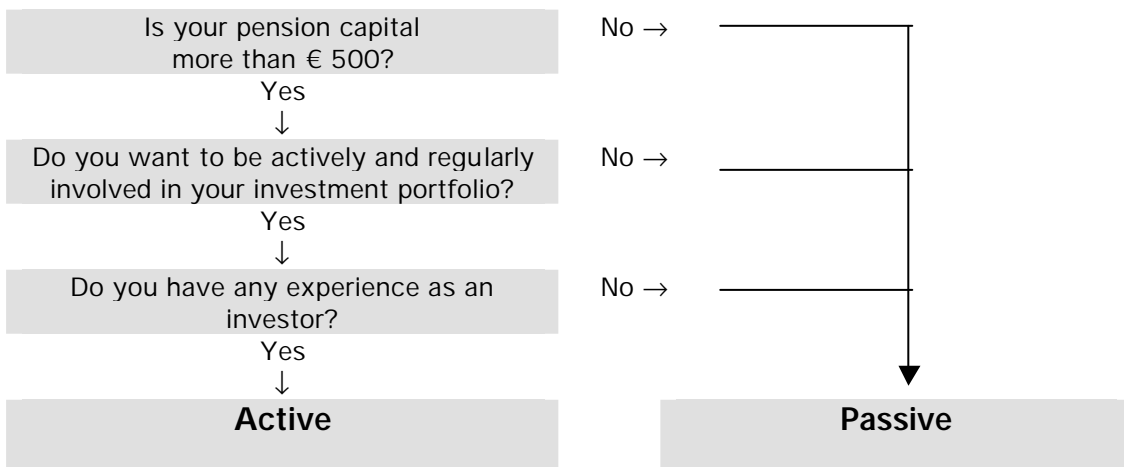 Is your pension capital
more than € 500?
No →
Yes
↓
Do you want to be actively and regularly
involved in your investment portfolio?
No →
Yes
↓
Do you have any experience as an
investor?
No →
Yes
↓
Active
Passive